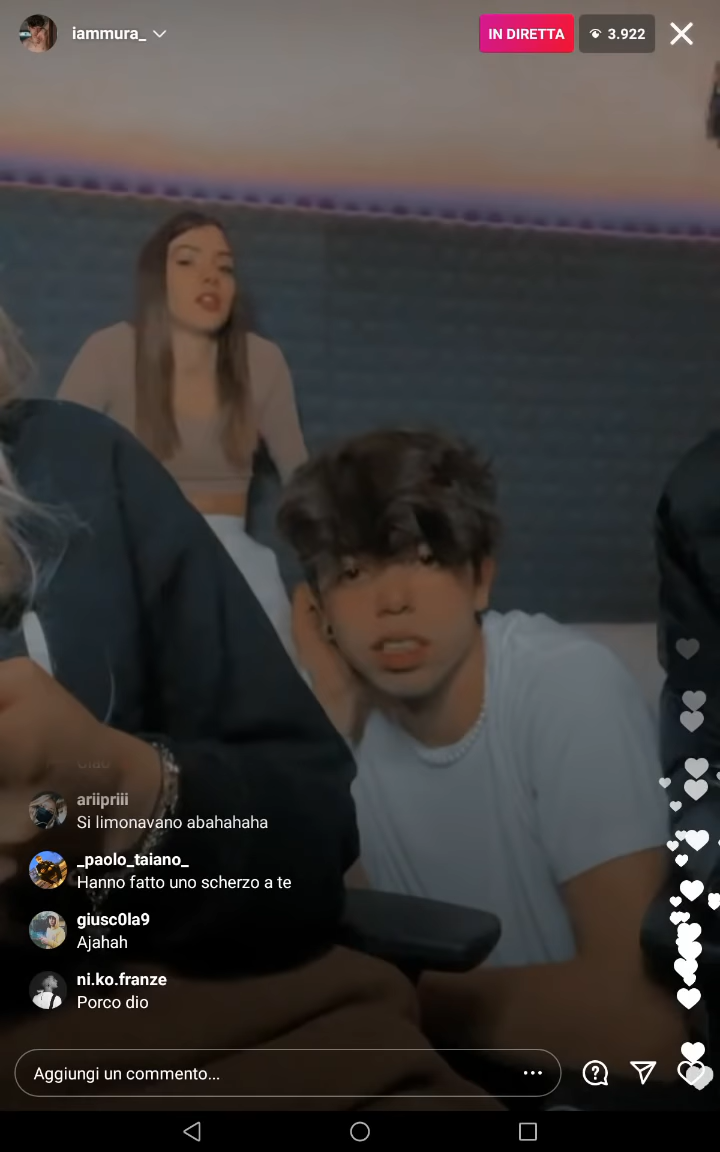 iammura_
IN DIRETTA
3.922
Ciao
ariipriii
Si limonavano abahahaha
_paolo_taiano_
Hanno fatto uno scherzo a te
giusc0la9
Ajahah
ni.ko.franze
Porco dio
Aggiungi un commento...